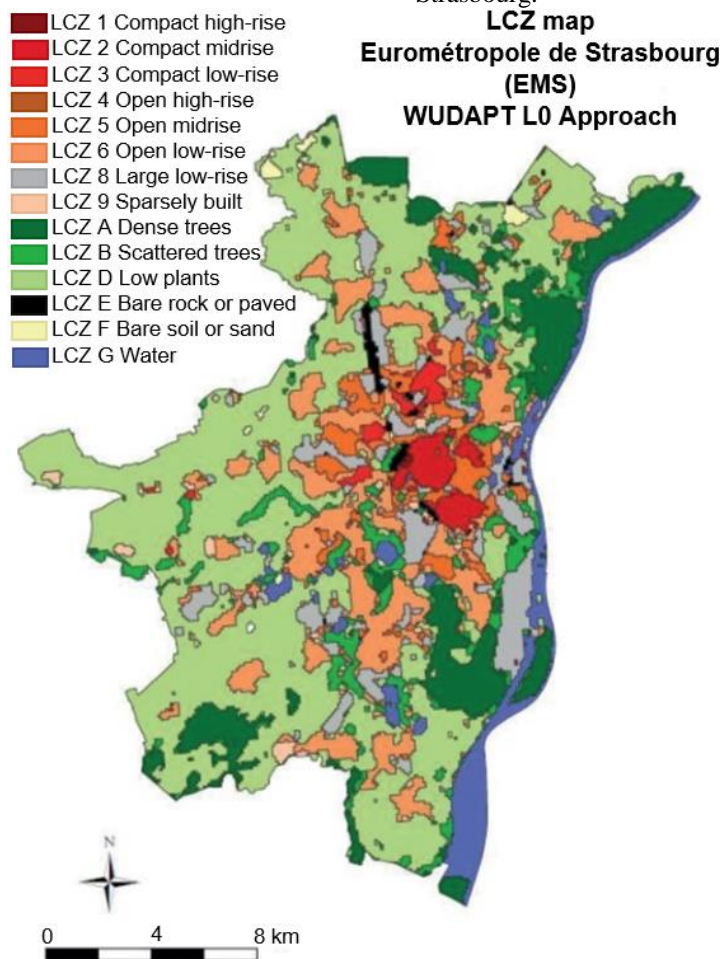 Strasbourg.
LCZ map
Eurométropole de Strasbourg
(EMS)
WUDAPT L0 Approach
LCZ 1 Compact high-rise
LCZ 2 Compact midrise
LCZ 3 Compact low-rise
LCZ 4 Open high-rise
LCZ 5 Open midrise
LCZ 6 Open low-rise
LCZ 8 Large low-rise
LCZ 9 Sparsely built
LCZ A Dense trees
LCZ B Scattered trees
LCZ D Low plants
LCZ E Bare rock or paved
LCZ F Bare soil or sand
LCZ G Water
N
0 4 8 km